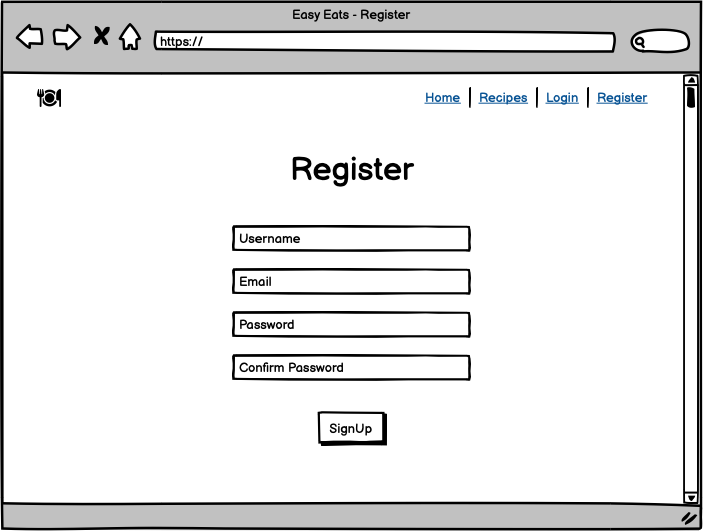 Easy Eats - Register
https://
Home | Recipes | Login | Register
Register
Username
Email
Password
Confirm Password
SignUp